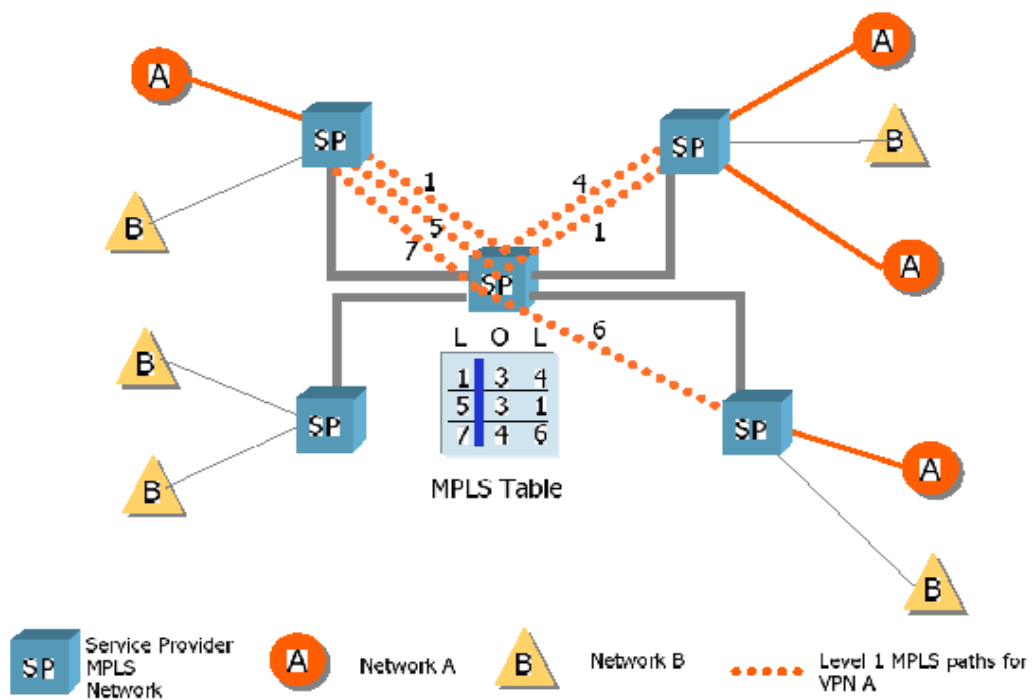 A
A
SP
SP
B
B
1
4
5
1
7
A
SP
L O L
6
1 3 4
5 3 1
7 4 6
B
SP
SP
A
B
MPLS Table
B
SP
Service Provider
MPLS
Network
A
Network A
B
Network B
Level 1 MPLS paths for
VPN A